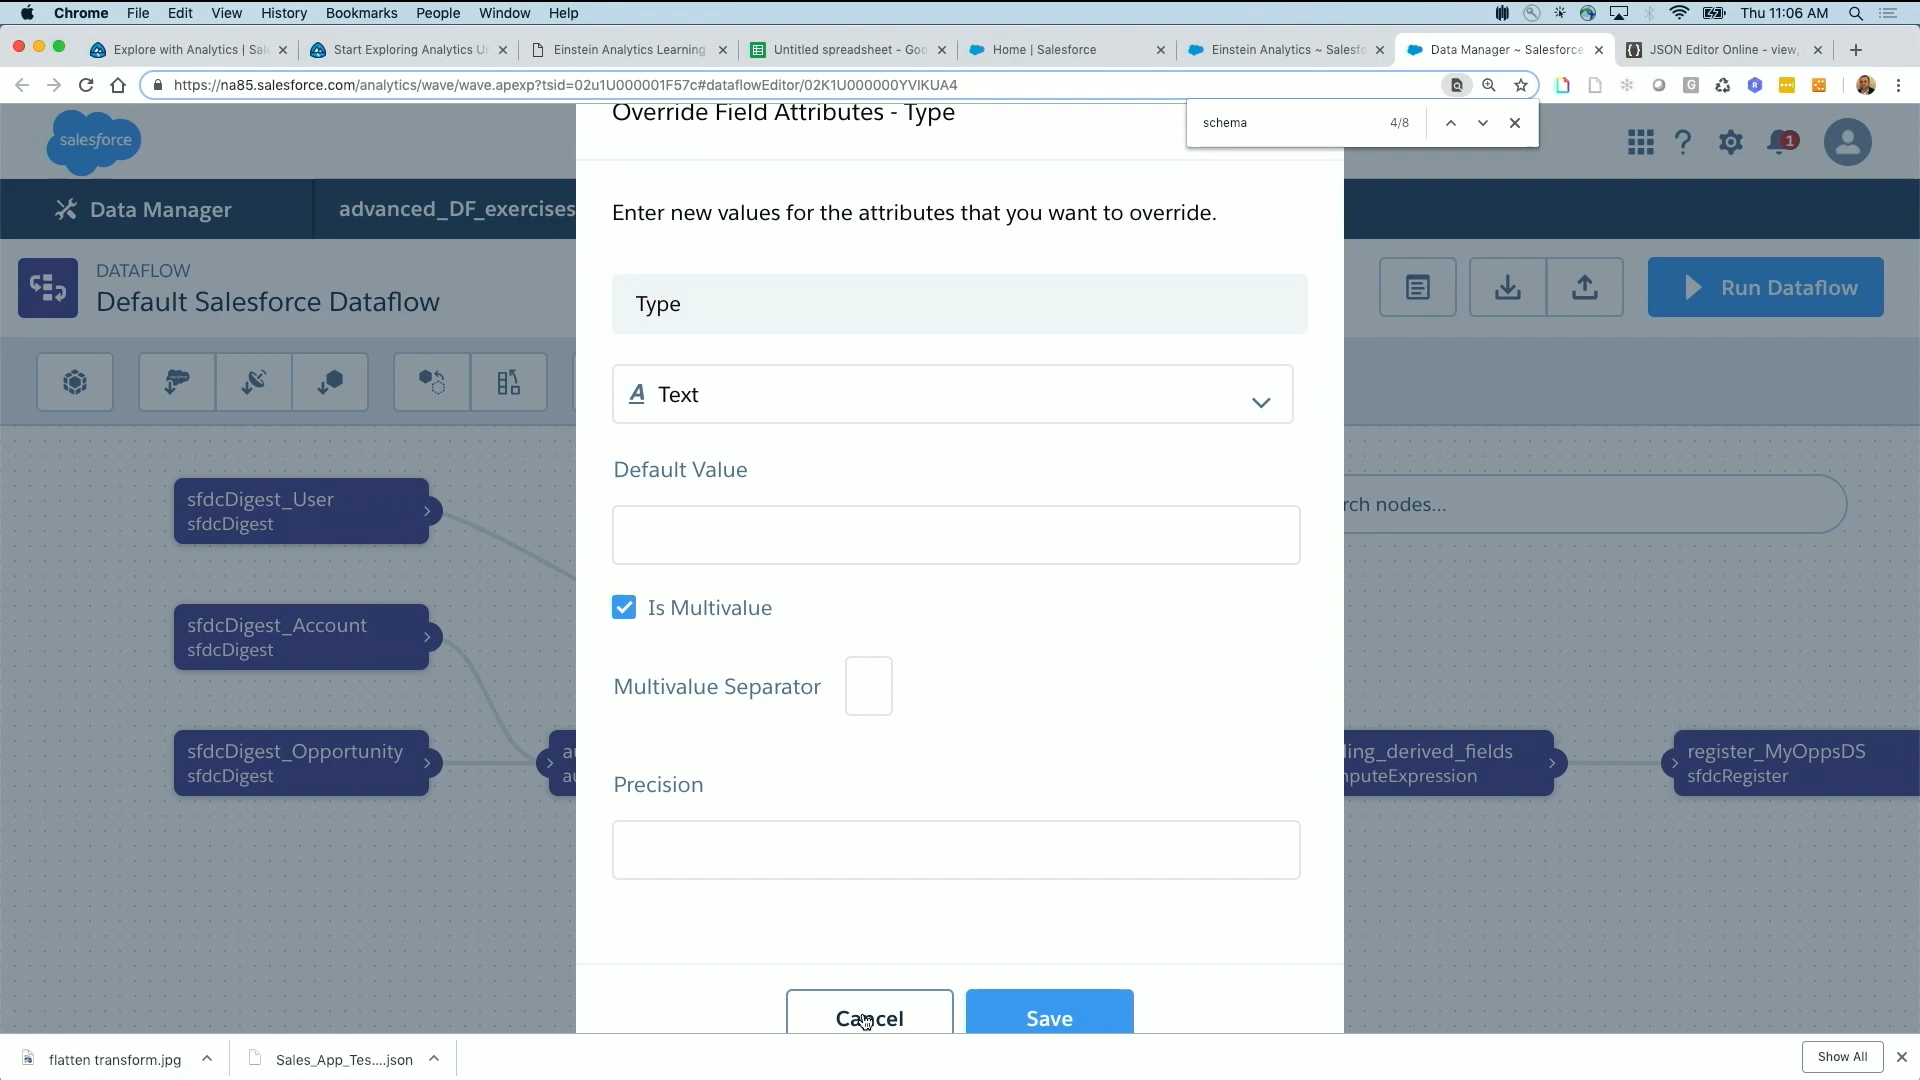 Chrome File Edit View History Bookmarks People Window Help Thu 11:06 AM
Explore with Analytics | Sal
Start Exploring Analytics U
Einstein Analytics Learning
Untitled spreadsheet - Goo
Home | Salesforce
Einstein Analytics ~ Salesfo
Data Manager ~ Salesforce
JSON Editor Online - view,
https://na85.salesforce.com/analytics/wave/wave.apexp?tsid=02u1U000001F57c#dataflowEditor/02K1U000000YVIKUA4
schema 4/8
salesforce
1
Override Field Attributes - Type
Data Manager
advanced_DF_exercises
Enter new values for the attributes that you want to override.
DATAFLOW
Default Salesforce Dataflow
Run Dataflow
Type
A Text
Default Value
Is Multivalue
Multivalue Separator
Precision
Cancel
Save
rch nodes...
sfdcDigest_User
sfdcDigest
sfdcDigest_Account
sfdcDigest
sfdcDigest_Opportunity
sfdcDigest
au
au
ling_derived_fields
nputeExpression
register_MyOppsDS
sfdcRegister
flatten transform.jpg
Sales_App_Tes....json
Show All